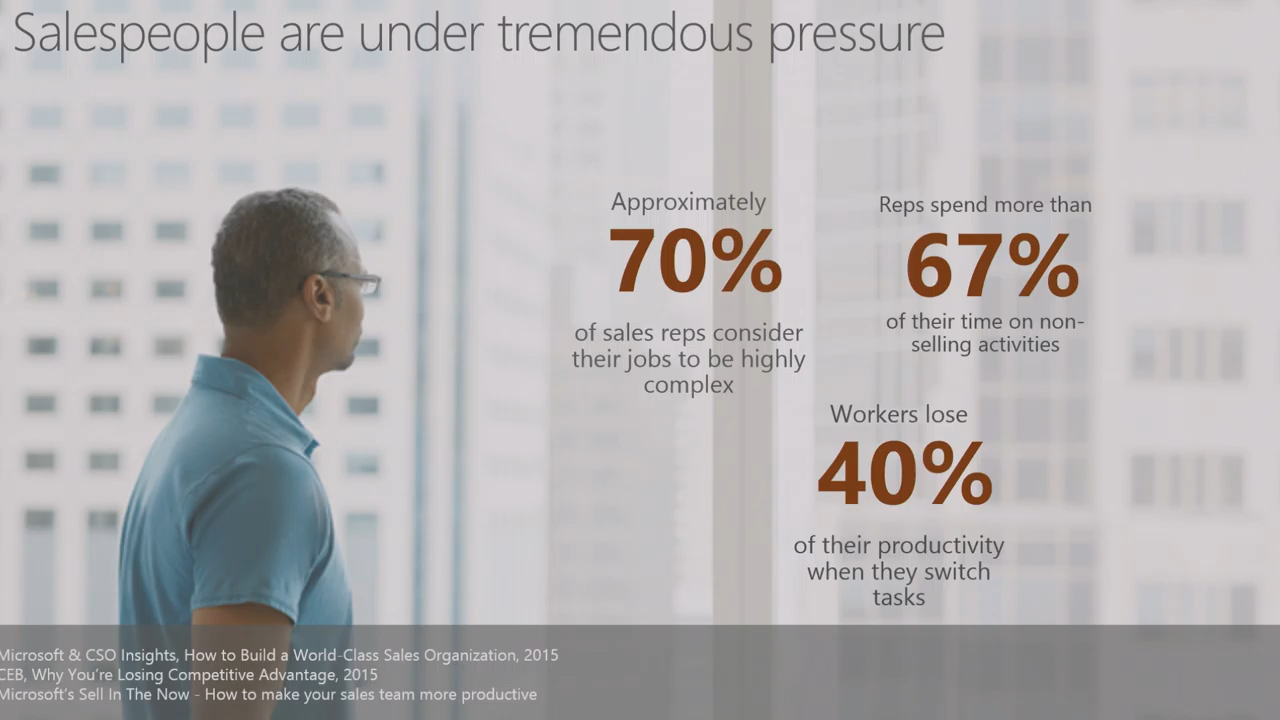 Salespeople are under tremendous pressure
Approximately
70%
of sales reps consider
their jobs to be highly
complex
Reps spend more than
67%
of their time on non-
selling activities
Workers lose
40%
of their productivity
when they switch
tasks
Microsoft & CSO Insights, How to Build a World-Class Sales Organization, 2015
CEB, Why You're Losing Competitive Advantage, 2015
Microsoft's Sell In The Now - How to make your sales team more productive